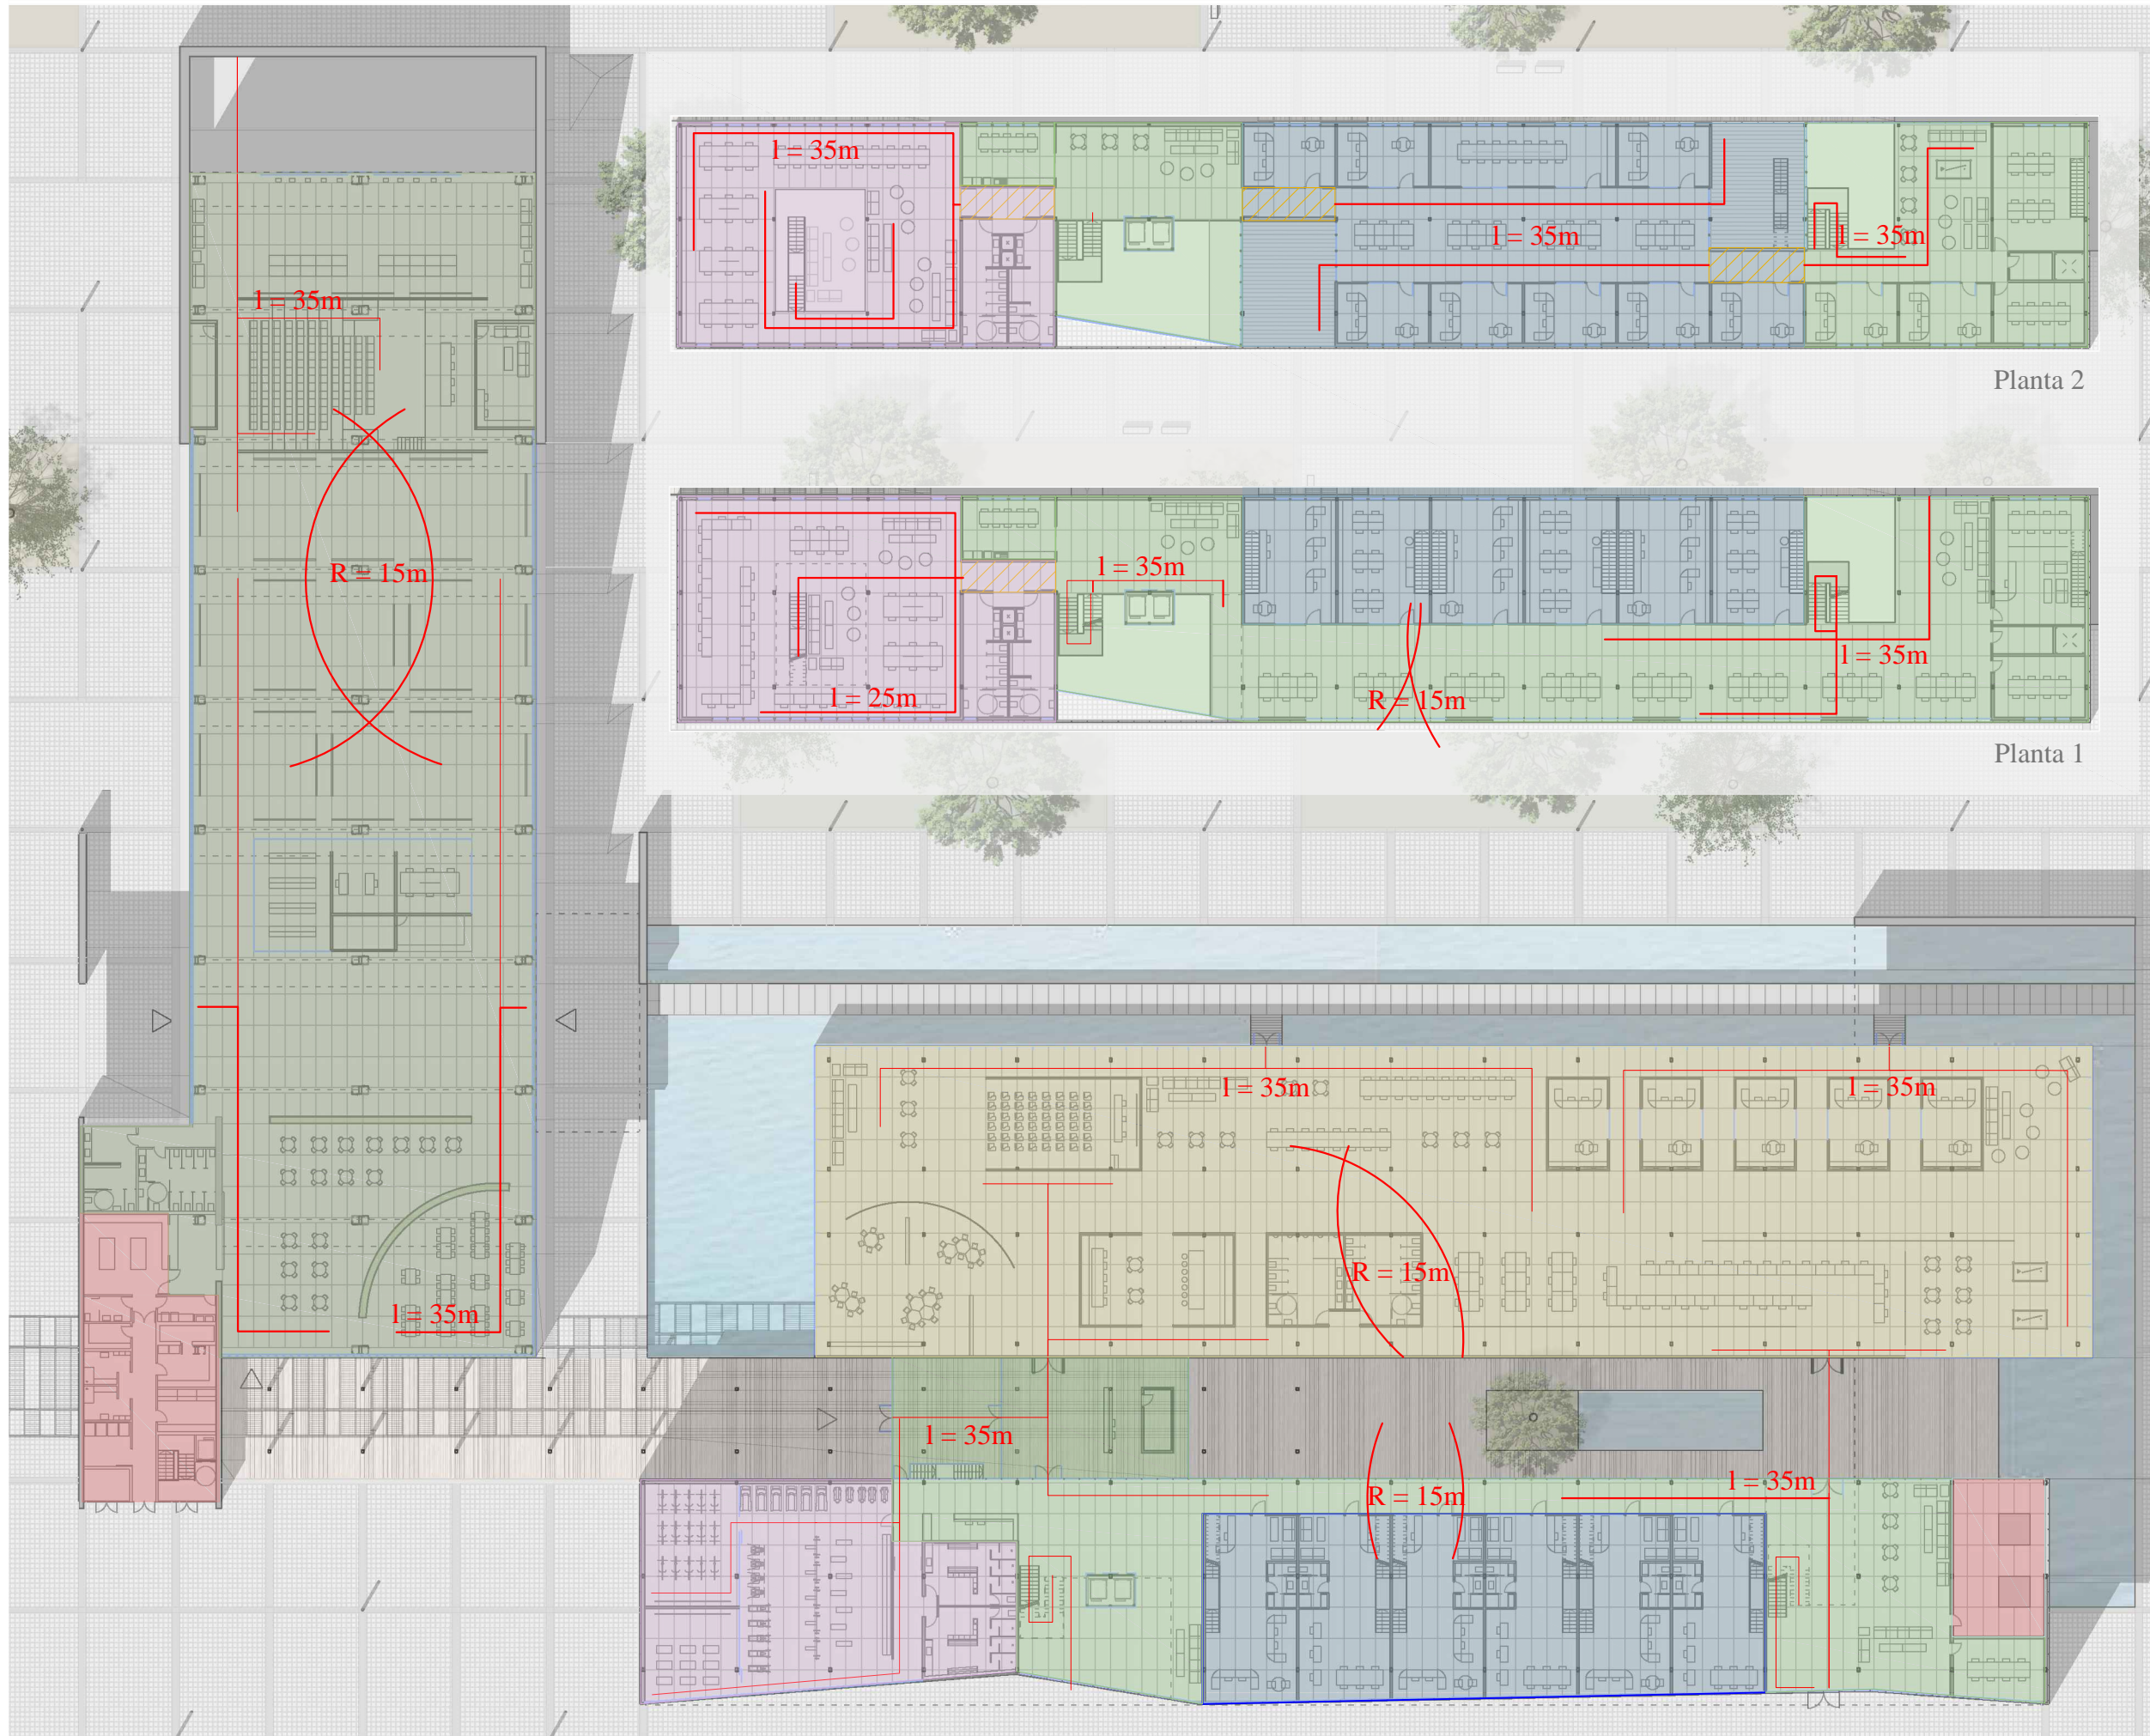 l = 35m
l = 35m
l = 35m
l = 35m
Planta 2
R = 15m
l = 35m
l = 35m
l = 25m
R = 15m
Planta 1
l = 35m
l = 35m
R = 15m
l = 35m
l = 35m
l = 35m
R = 15m